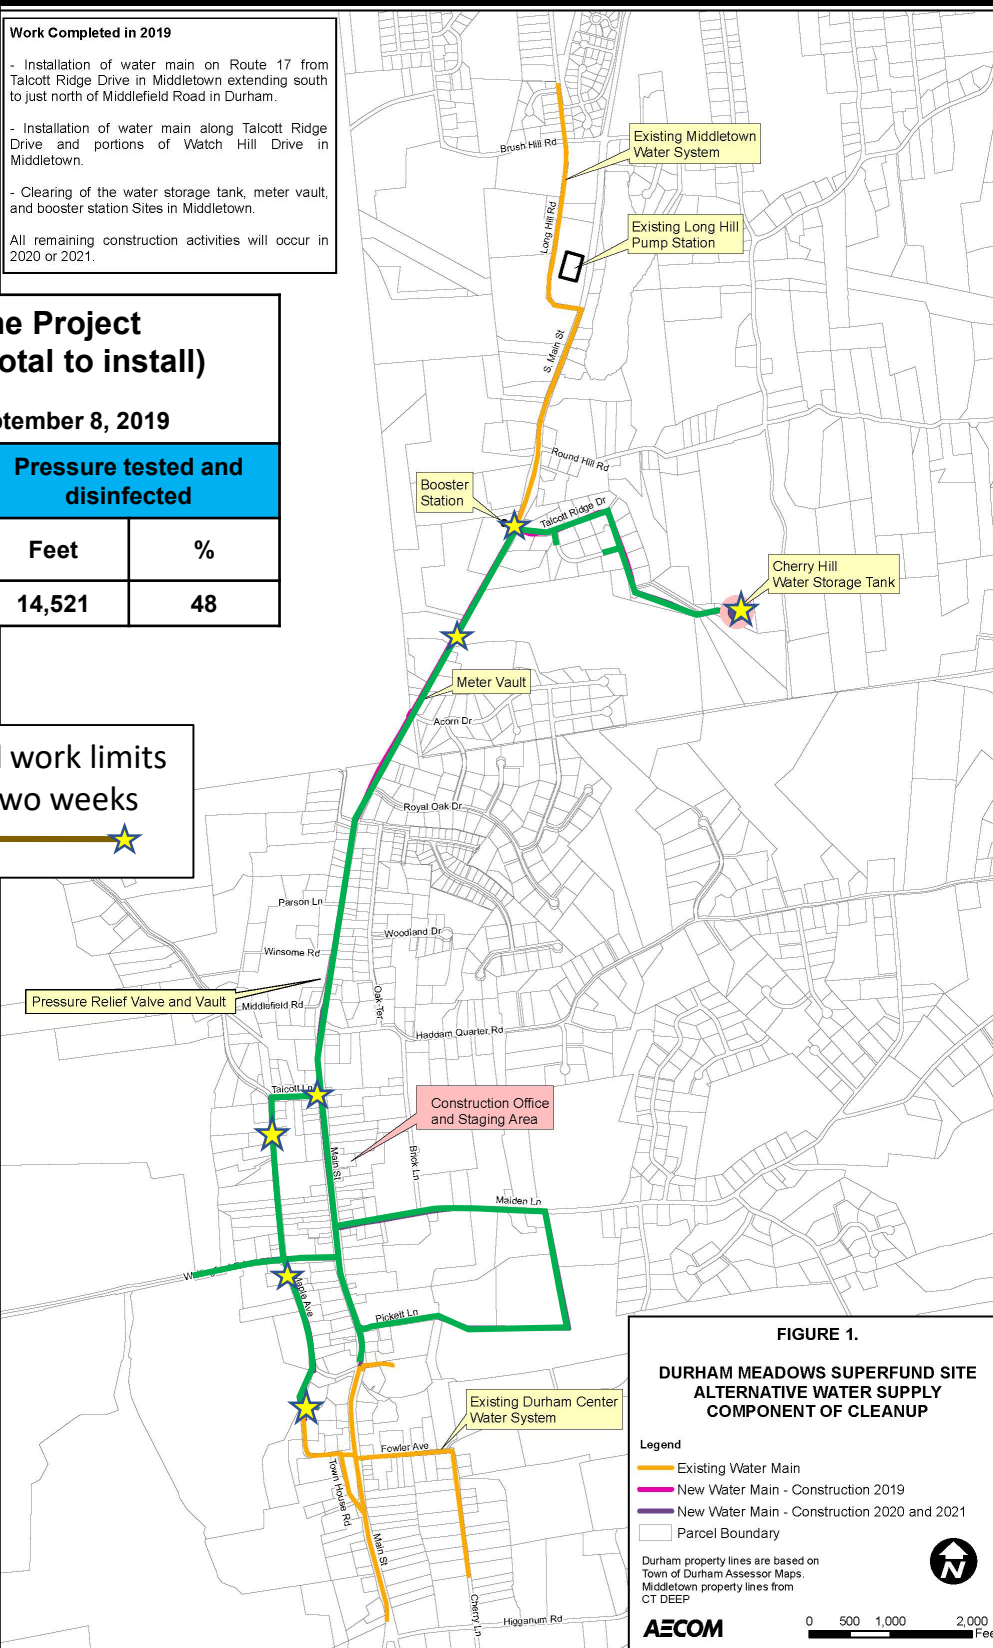 Work Completed in 2019
- Installation of water main on Route 17 from
Talcott Ridge Drive in Middletown extending south
to just north of Middlefield Road in Durham.
- Installation of water main along Talcott Ridge
Drive and portions of Watch Hill Drive in
Middletown.
- Clearing of the water storage tank, meter vault,
and booster station Sites in Middletown.
All remaining construction activities will occur in
2020 or 2021.
ne Project
otal to install)
ptember 8, 2019
Pressure tested and
disinfected
Feet
%
14,521
48
work limits
wo weeks
Brush Hill Rd
Existing Middletown
Water System
Long Hill Rd
Existing Long Hill
Pump Station
S. Main St
Round Hill Rd
Booster
Station
Talcott Ridge Dr
Cherry Hill
Water Storage Tank
Meter Vault
Acorn Dr
Royal Oak Dr
Parson Ln
Woodland Dr
Winsome Rd
Pressure Relief Valve and Vault
Middlefield Rd
Oak Ter
Haddam Quarter Rd
Talcott Ln
Construction Office
and Staging Area
Main St
Brick Ln
Maiden Ln
Maple Ave
Pickett Ln
Existing Durham Center
Water System
Fowler Ave
Town House Rd
Main St
Cherry Ln
Higganum Rd
FIGURE 1.
DURHAM MEADOWS SUPERFUND SITE
ALTERNATIVE WATER SUPPLY
COMPONENT OF CLEANUP
Legend
Existing Water Main
New Water Main - Construction 2019
New Water Main - Construction 2020 and 2021
Parcel Boundary
Durham property lines are based on
Town of Durham Assessor Maps.
Middletown property lines from
CT DEEP
N
AECOM
0 500 1,000 2,000
Fee